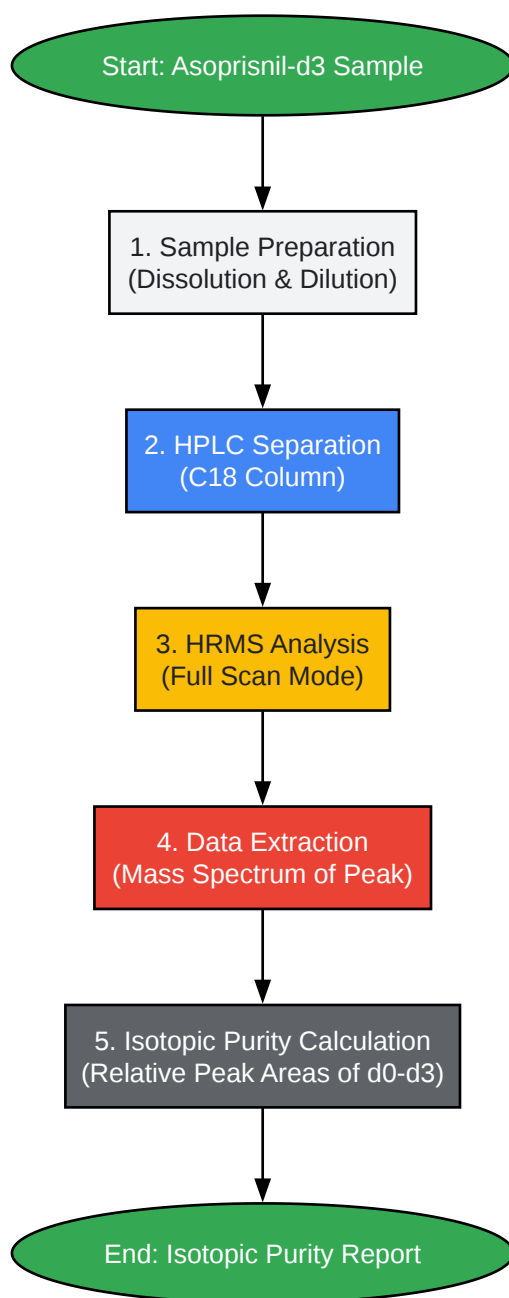 Start: Asoprisnil-d3 Sample
1. Sample Preparation
(Dissolution & Dilution)
2. HPLC Separation
(C18 Column)
3. HRMS Analysis
(Full Scan Mode)
4. Data Extraction
(Mass Spectrum of Peak)
5. Isotopic Purity Calculation
(Relative Peak Areas of d0-d3)
End: Isotopic Purity Report